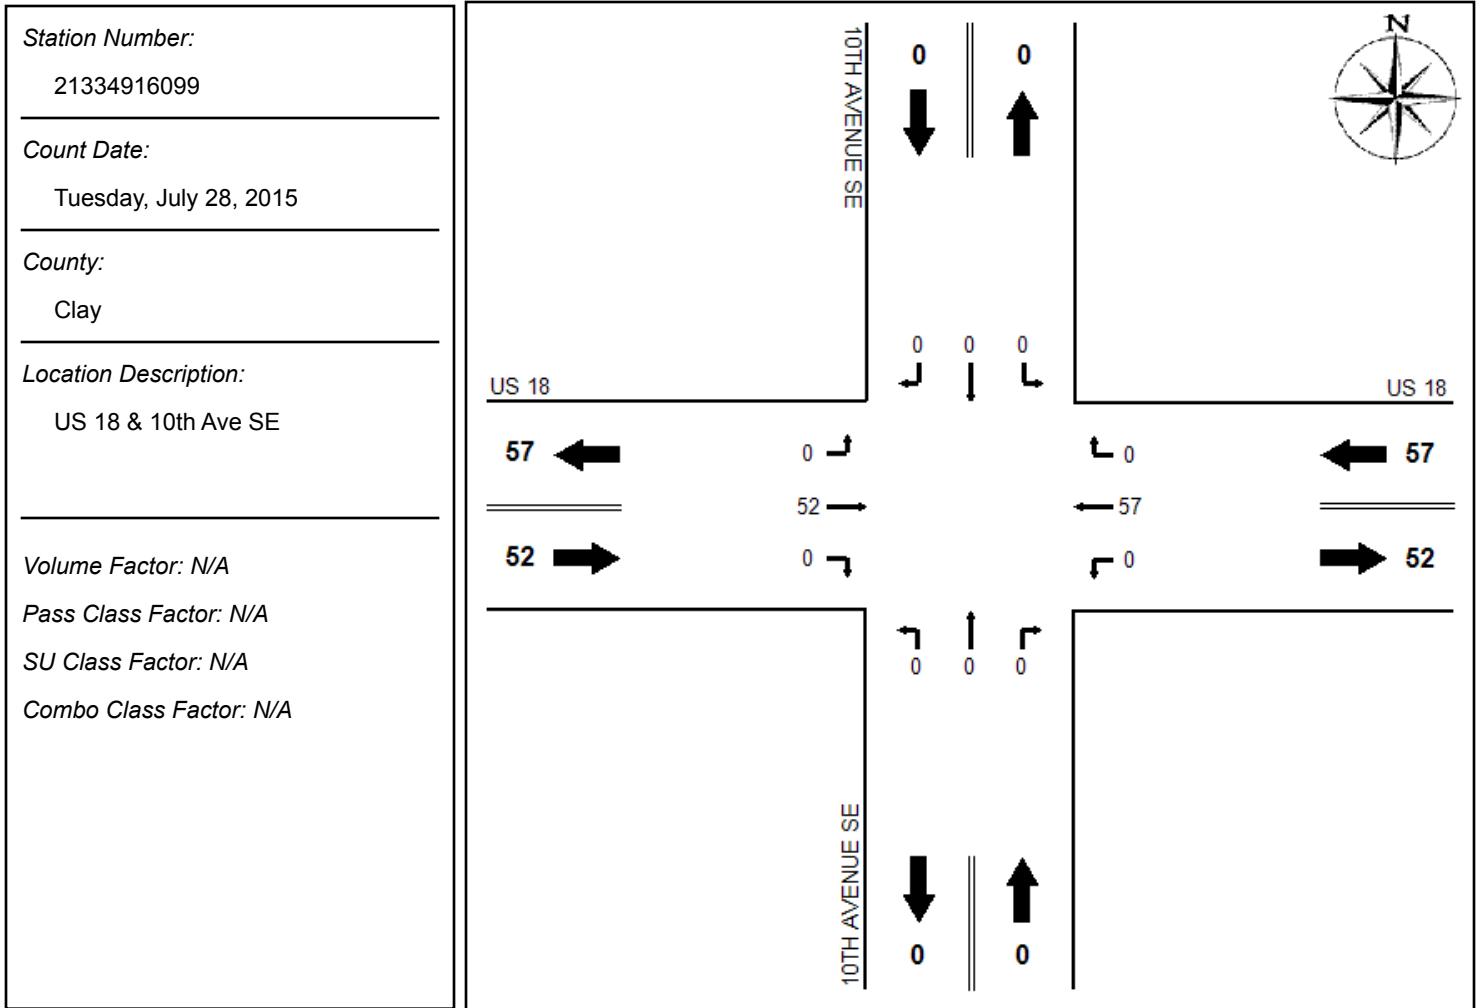 Station Number:
21334916099
Count Date:
Tuesday, July 28, 2015
County:
Clay
Location Description:
US 18 & 10th Ave SE
Volume Factor: N/A
Pass Class Factor: N/A
SU Class Factor: N/A
Combo Class Factor: N/A
N
10TH AVENUE SE
0 0
0 0 0
US 18 US 18
57 0 0 57
52 57
52 0 0 52
0 0 0
10TH AVENUE SE
0 0